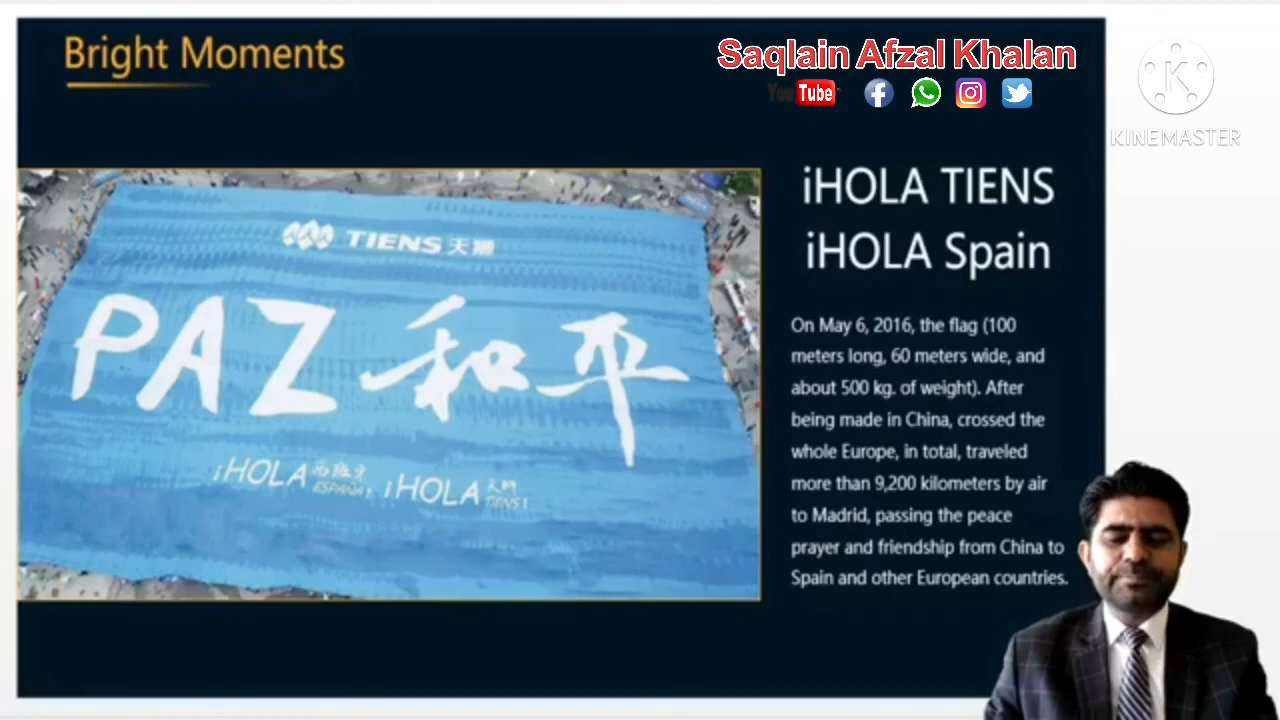 Bright Moments
Saqlain Afzal Khalan
You Tube
KINEMASTER
TIENS 天狮
PAZ 和平
¡HOLA 西班牙
ESPAÑA!
¡HOLA 天狮
TIENS!
iHOLA TIENS
iHOLA Spain
On May 6, 2016, the flag (100
meters long, 60 meters wide, and
about 500 kg. of weight). After
being made in China, crossed the
whole Europe, in total, traveled
more than 9,200 kilometers by air
to Madrid, passing the peace
prayer and friendship from China to
Spain and other European countries.